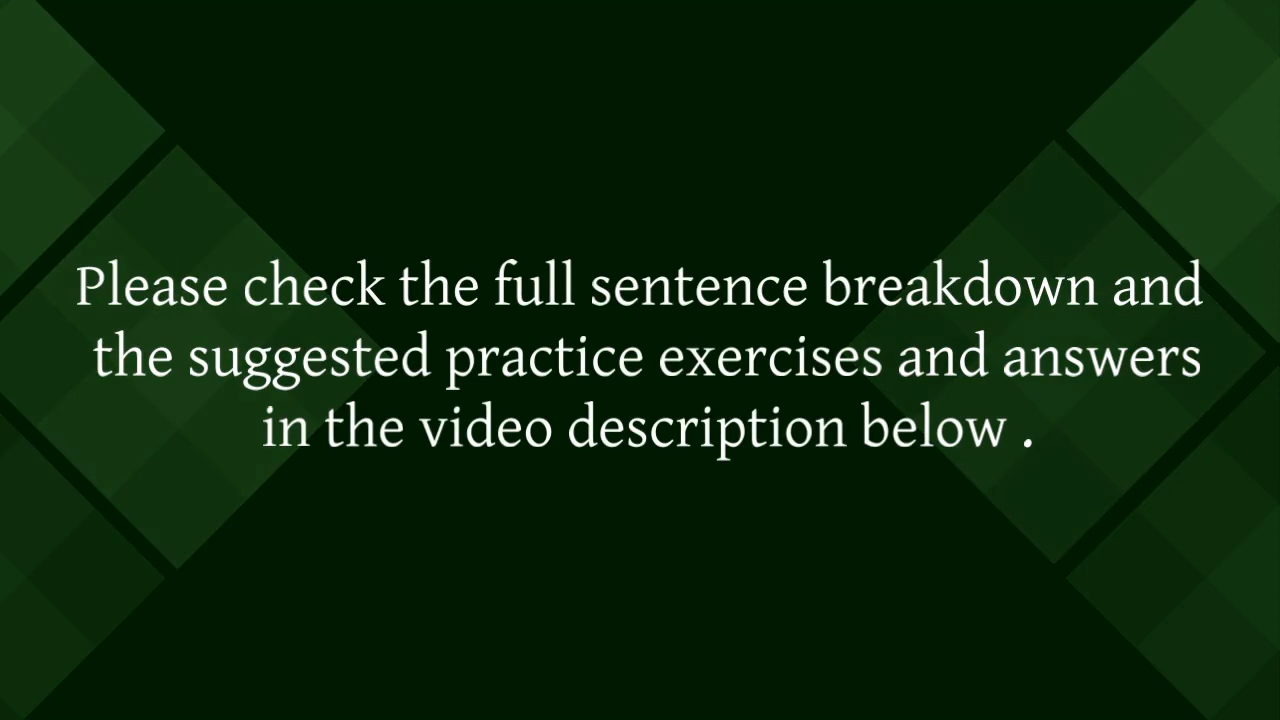 Please check the full sentence breakdown and
the suggested practice exercises and answers
in the video description below .